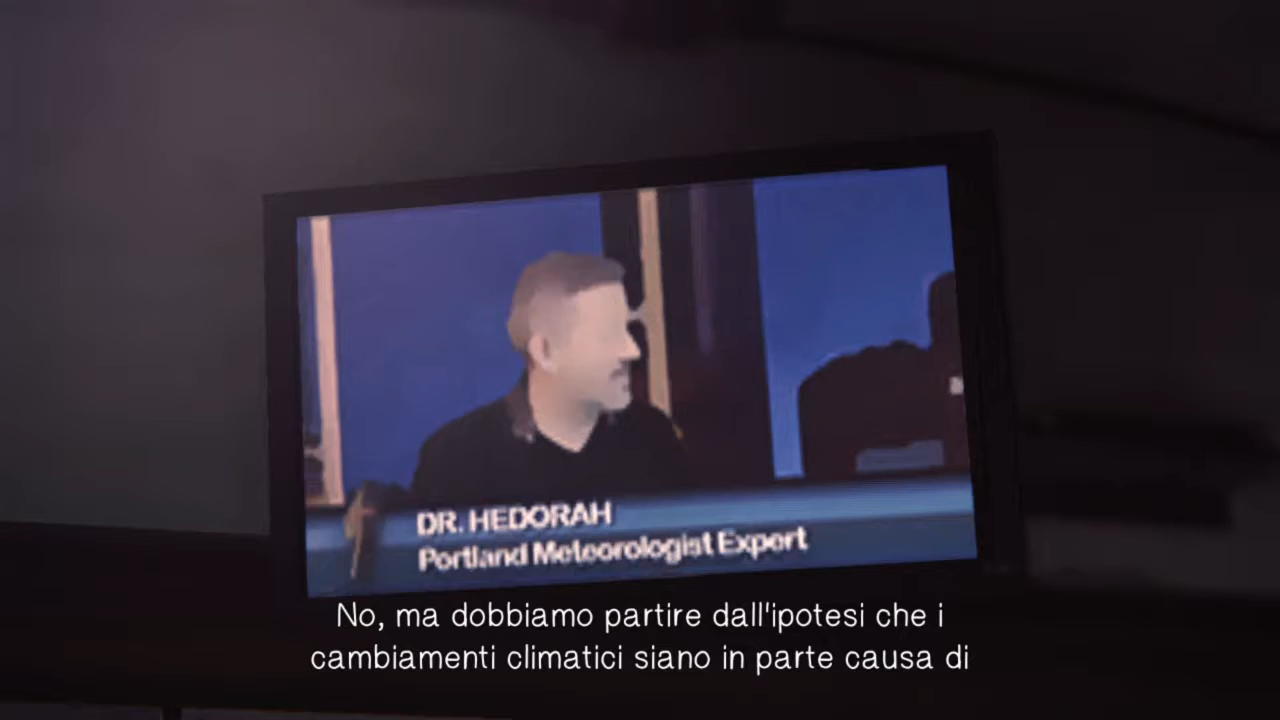 DR. HEDORAH
Portland Meteorologist Expert
No, ma dobbiamo partire dall'ipotesi che i
cambiamenti climatici siano in parte causa di